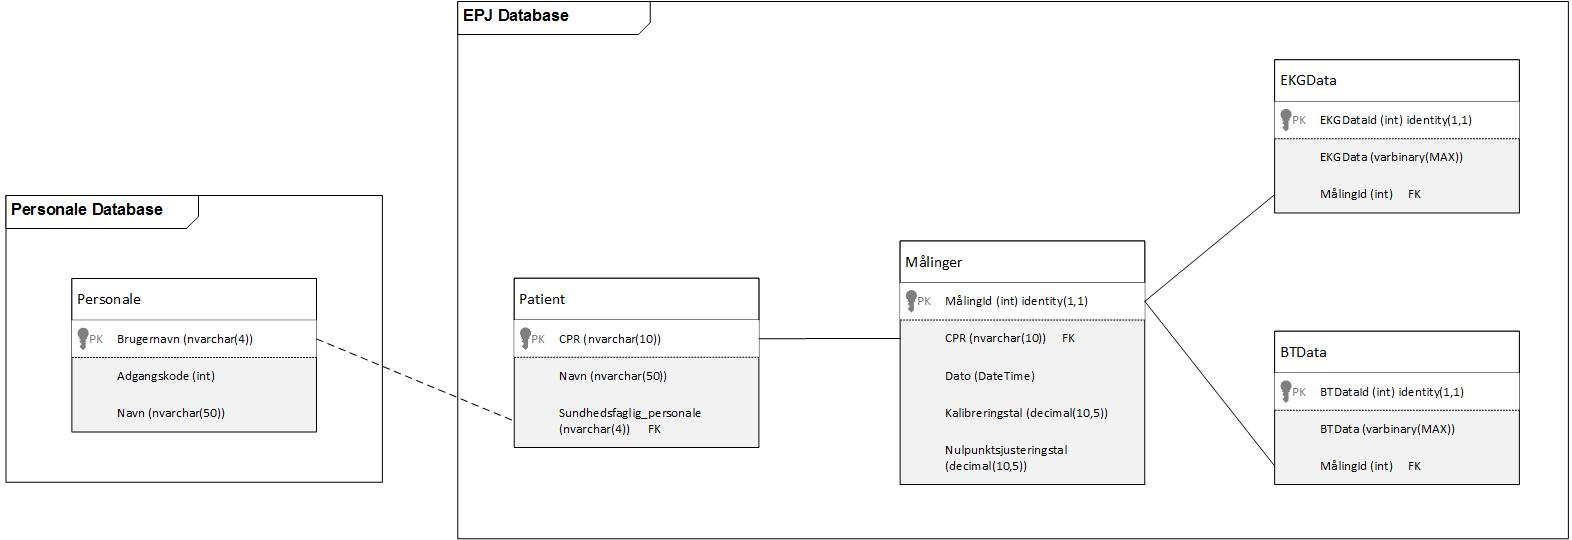 EPJ Database
EKGData
PK EKGDataId (int) identity(1,1)
EKGData (varbinary(MAX))
MålingId (int) FK
Personale Database
Personale
PK Brugernavn (nvarchar(4))
Adgangskode (int)
Navn (nvarchar(50))
Patient
PK CPR (nvarchar(10))
Navn (nvarchar(50))
Sundhedsfaglig_personale
(nvarchar(4)) FK
Målinger
PK MålingId (int) identity(1,1)
CPR (nvarchar(10)) FK
Dato (DateTime)
Kalibreringstal (decimal(10,5))
Nulpunktsjusteringstal
(decimal(10,5))
BTData
PK BTDataId (int) identity(1,1)
BTData (varbinary(MAX))
MålingId (int) FK